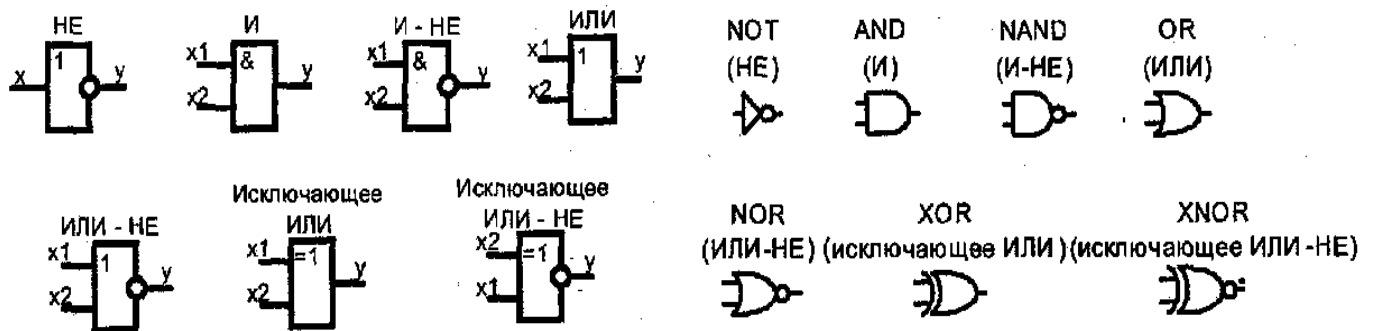 НЕ И И - НЕ ИЛИ
x 1 y x1 & x2 y x1 & x2 y x1 1 x2 y
Исключающее Исключающее
ИЛИ - НЕ ИЛИ ИЛИ - НЕ
x1 1 x2 y x1 =1 x2 y x2 =1 x1 y
NOT AND NAND OR
(НЕ) (И) (И-НЕ) (ИЛИ)
NOR XOR XNOR
(ИЛИ-НЕ) (исключающее ИЛИ) (исключающее ИЛИ-НЕ)